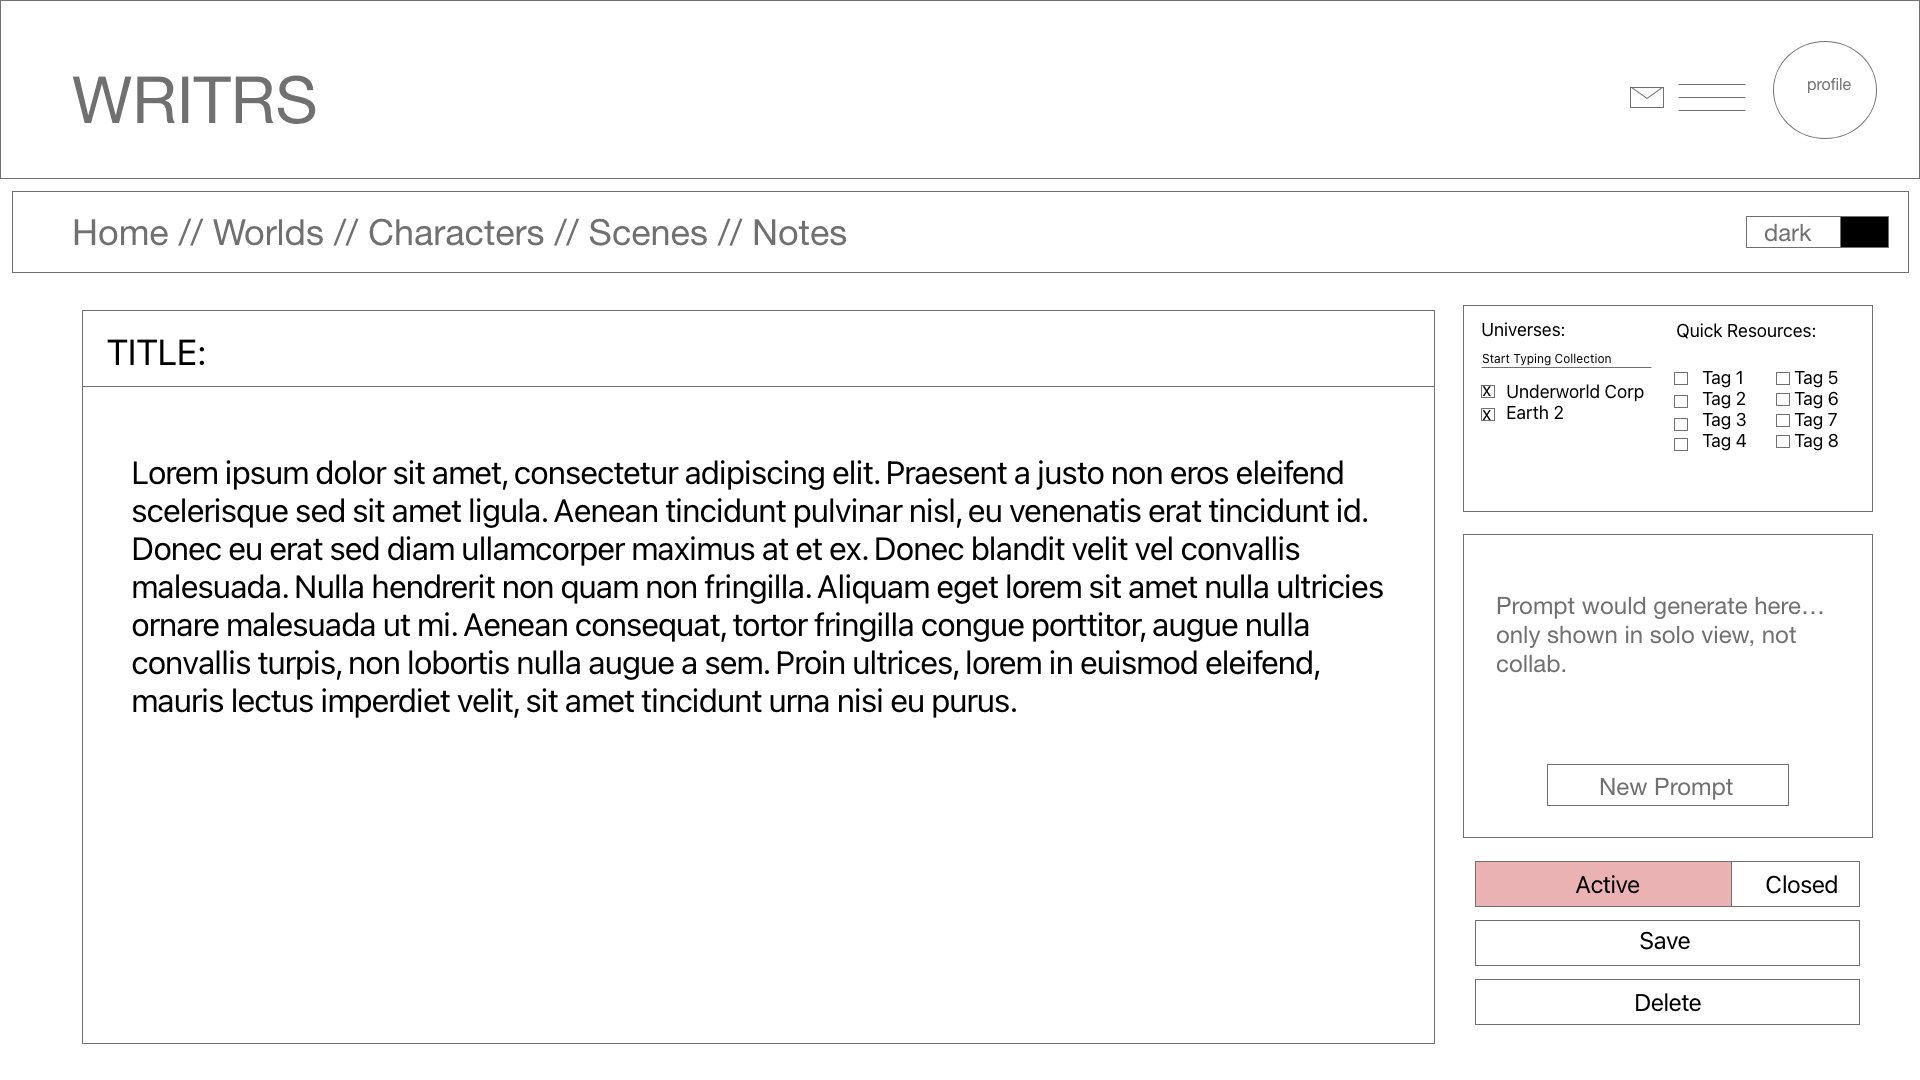 WRITRS
profile
Home // Worlds // Characters // Scenes // Notes
dark
TITLE:
Lorem ipsum dolor sit amet, consectetur adipiscing elit. Praesent a justo non eros eleifend
scelerisque sed sit amet ligula. Aenean tincidunt pulvinar nisl, eu venenatis erat tincidunt id.
Donec eu erat sed diam ullamcorper maximus at et ex. Donec blandit velit vel convallis
malesuada. Nulla hendrerit non quam non fringilla. Aliquam eget lorem sit amet nulla ultricies
ornare malesuada ut mi. Aenean consequat, tortor fringilla congue porttitor, augue nulla
convallis turpis, non lobortis nulla augue a sem. Proin ultrices, lorem in euismod eleifend,
mauris lectus imperdiet velit, sit amet tincidunt urna nisi eu purus.
Universes:
Start Typing Collection
X Underworld Corp
X Earth 2
Quick Resources:
Tag 1
Tag 2
Tag 3
Tag 4
Tag 5
Tag 6
Tag 7
Tag 8
Prompt would generate here…
only shown in solo view, not
collab.
New Prompt
Active
Closed
Save
Delete